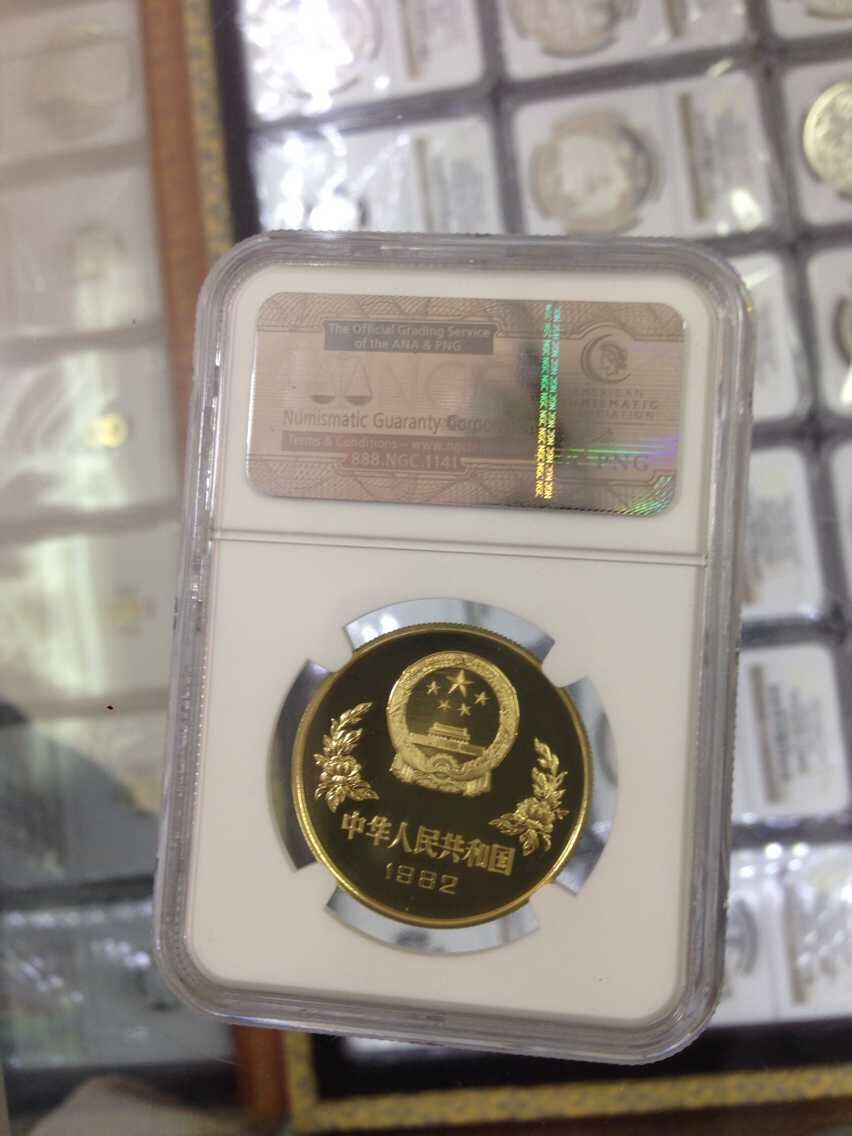 The Official Grading Service
of the ANA & PNG
NGC
Numismatic Guaranty
Terms & Conditions – www.
888.NGC.1141
PNG
中华人民共和国
1982